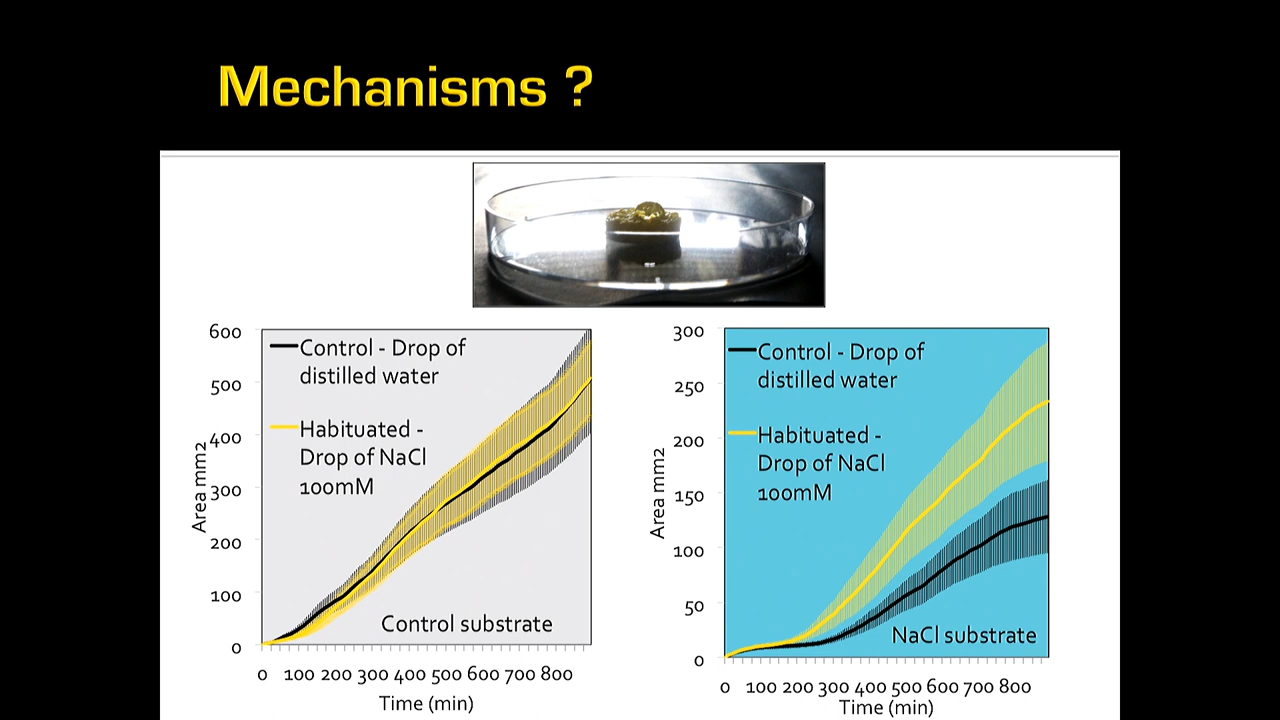 Mechanisms ?
600
500
400
300
200
100
0
Area mm2
Control - Drop of
distilled water
Habituated -
Drop of NaCl
100mM
Control substrate
0 100 200 300 400 500 600 700 800
Time (min)
300
250
200
150
100
50
0
Area mm2
Control - Drop of
distilled water
Habituated -
Drop of NaCl
100mM
NaCl substrate
0 100 200 300 400 500 600 700 800
Time (min)